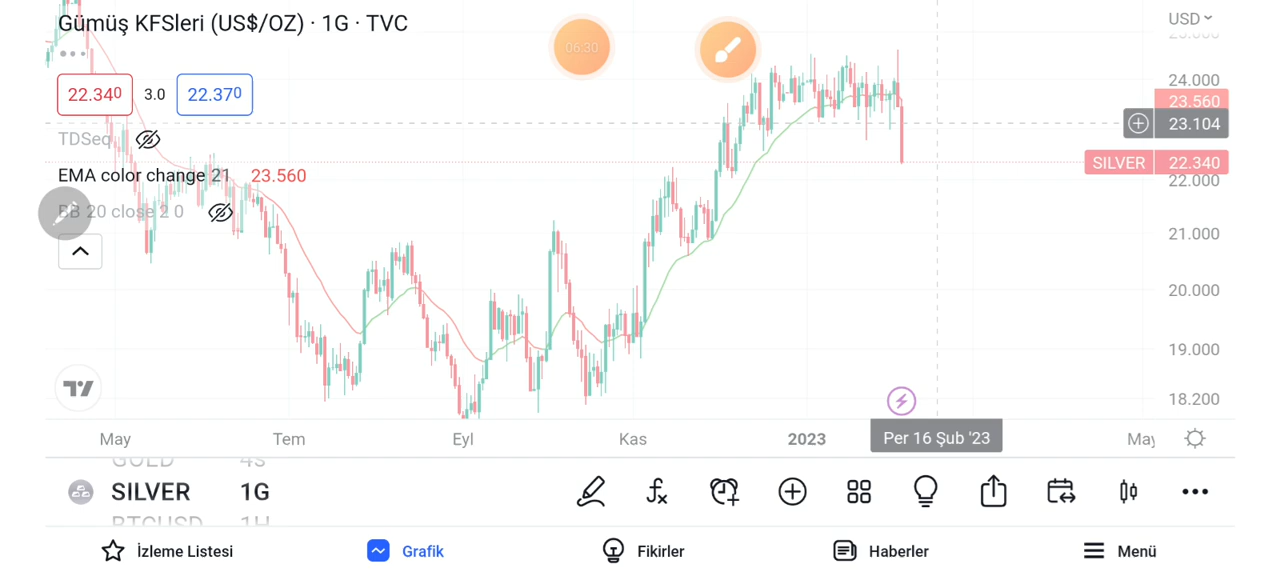 Gümüş KFSleri (US$/OZ) · 1G · TVC
USD
06:30
22.340
3.0
22.370
24.000
23.560
23.104
TDSeq
SILVER 22.340
EMA color change 21 23.560
22.000
BB 20 close 2 0
21.000
20.000
19.000
18.200
May Tem Eyl Kas 2023 Per 16 Şub '23 May
GOLD 4s
SILVER 1G
BTCUSD 1H
İzleme Listesi Grafik Fikirler Haberler Menü